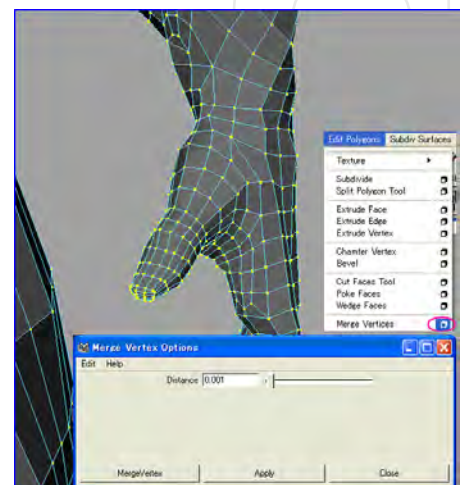 Edit Polygons Subdiv Surfaces
Texture
Subdivide
Split Polygon Tool
Extrude Face
Extrude Edge
Extrude Vertex
Chamfer Vertex
Bevel
Cut Faces Tool
Poke Faces
Wedge Faces
Merge Vertices
Merge Vertex Options
Edit Help
Distance 0.001
MergeVertex Apply Close